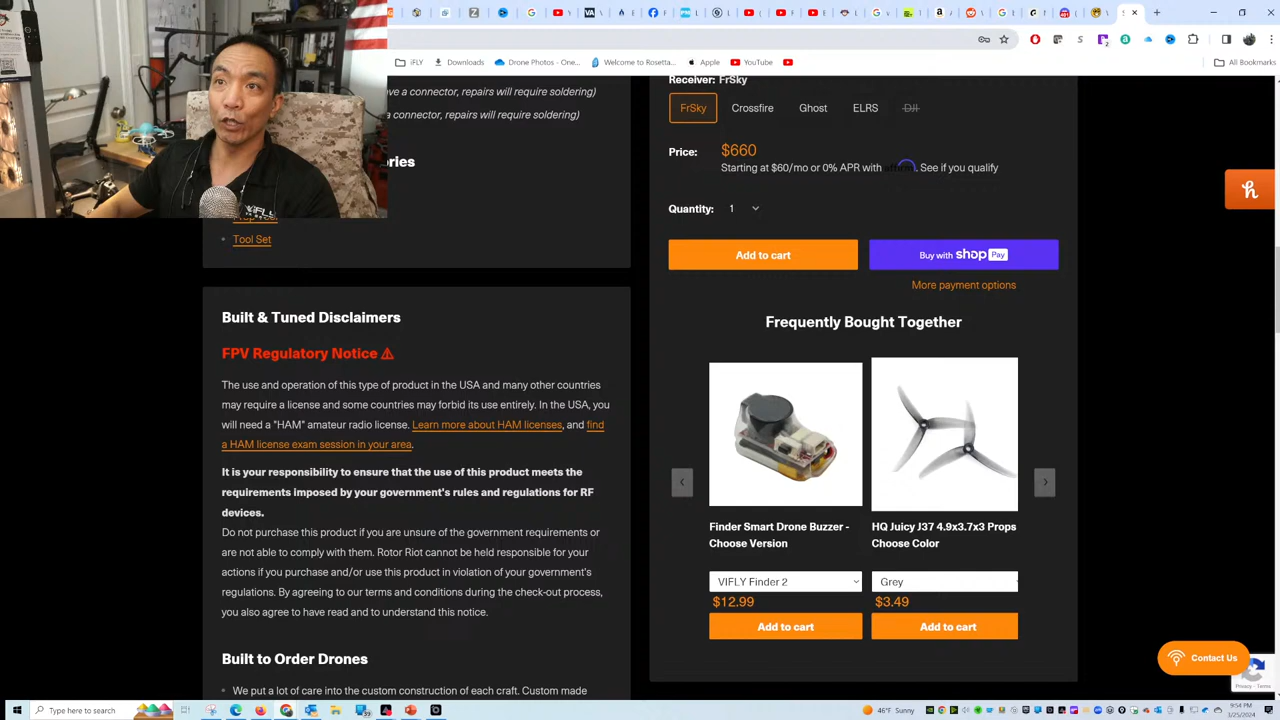 iFLY
Downloads
Drone Photos - One...
Welcome to Rosetta...
Apple
YouTube
All Bookmarks
ve a connector, repairs will require soldering)
a connector, repairs will require soldering)
ories
Tool Set
Built & Tuned Disclaimers
FPV Regulatory Notice ⚠
The use and operation of this type of product in the USA and many other countries
may require a license and some countries may forbid its use entirely. In the USA, you
will need a "HAM" amateur radio license. Learn more about HAM licenses, and find
a HAM license exam session in your area.
It is your responsibility to ensure that the use of this product meets the
requirements imposed by your government's rules and regulations for RF
devices.
Do not purchase this product if you are unsure of the government requirements or
are not able to comply with them. Rotor Riot cannot be held responsible for your
actions if you purchase and/or use this product in violation of your government's
regulations. By agreeing to our terms and conditions during the check-out process,
you also agree to have read and to understand this notice.
Built to Order Drones
We put a lot of care into the custom construction of each craft. Custom made
Receiver: FrSky
FrSky Crossfire Ghost ELRS DJI
Price: $660
Starting at $60/mo or 0% APR with affirm. See if you qualify
Quantity: 1
Add to cart
Buy with shop Pay
More payment options
Frequently Bought Together
Finder Smart Drone Buzzer -
Choose Version
VIFLY Finder 2
$12.99
Add to cart
HQ Juicy J37 4.9x3.7x3 Props
Choose Color
Grey
$3.49
Add to cart
Contact Us
Privacy - Terms
Type here to search
46°F Sunny
9:54 PM
3/25/2024